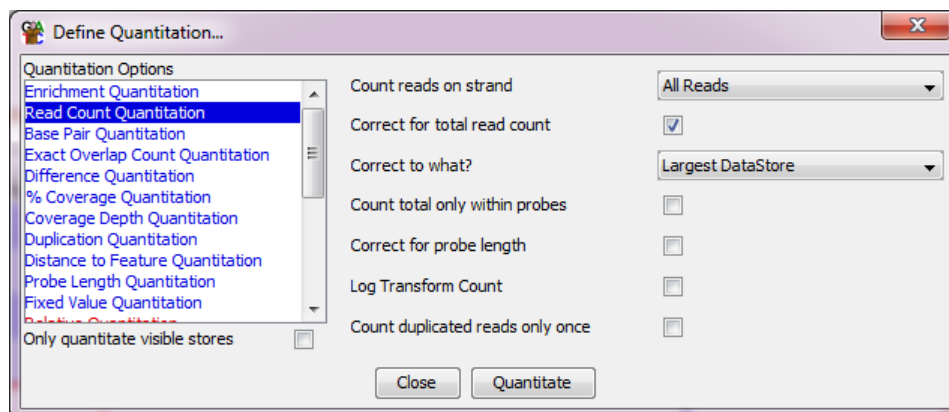 Define Quantitation...
Quantitation Options
Enrichment Quantitation
Read Count Quantitation
Base Pair Quantitation
Exact Overlap Count Quantitation
Difference Quantitation
% Coverage Quantitation
Coverage Depth Quantitation
Duplication Quantitation
Distance to Feature Quantitation
Probe Length Quantitation
Fixed Value Quantitation
Relative Quantitation
Only quantitate visible stores
Count reads on strand
All Reads
Correct for total read count
Correct to what?
Largest DataStore
Count total only within probes
Correct for probe length
Log Transform Count
Count duplicated reads only once
Close
Quantitate